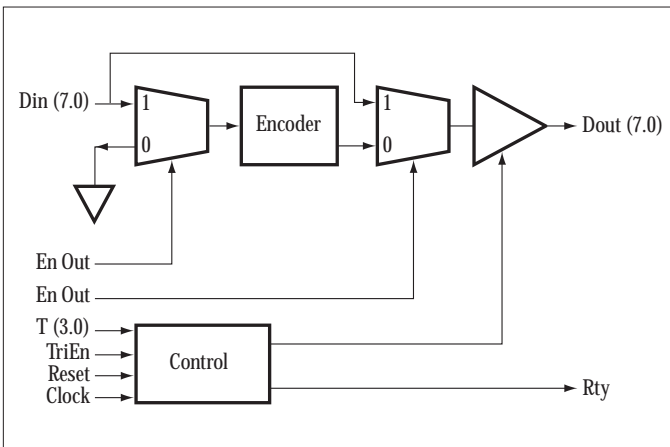 Din (7.0)
1
0
Encoder
1
0
Dout (7.0)
En Out
En Out
T (3.0)
TriEn
Reset
Clock
Control
Rty